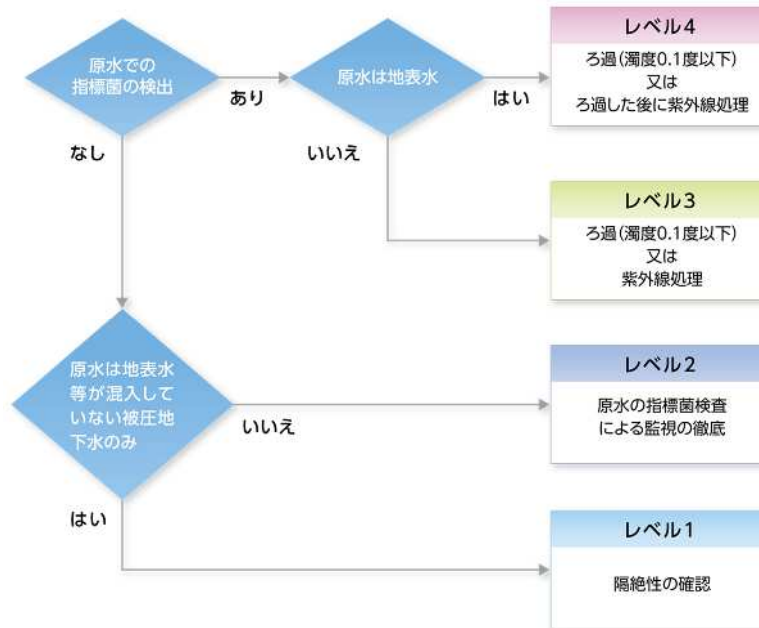 原水での
指標菌の検出
あり
なし
原水は地表水
はい
いいえ
レベル4
ろ過(濁度0.1度以下)
又は
ろ過した後に紫外線処理
レベル3
ろ過(濁度0.1度以下)
又は
紫外線処理
原水は地表水
等が混入して
いない被圧地
下水のみ
いいえ
はい
レベル2
原水の指標菌検査
による監視の徹底
レベル1
隔絶性の確認